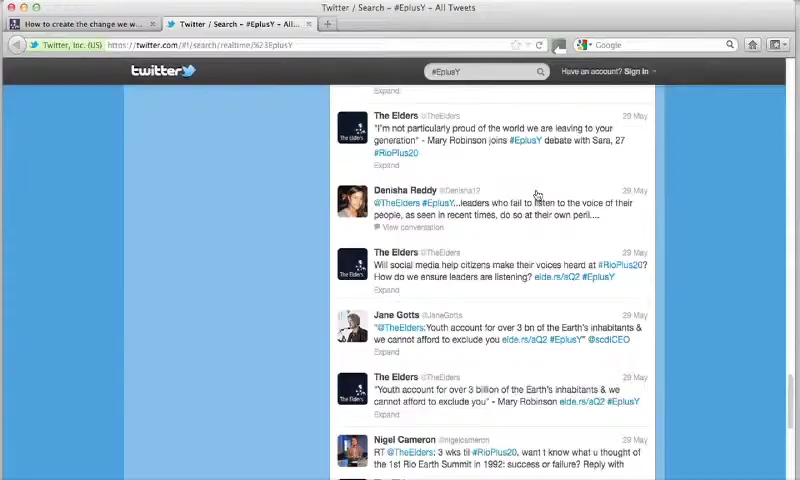 Twitter / Search – #EplusY – All Tweets
How to create the change we w...
Twitter / Search – #EplusY – All...
Twitter, Inc. (US)
https://twitter.com/#!/search/realtime/%23EplusY
Google
twitter
#EplusY
Have an account? Sign in
Expand
The Elders @TheElders 29 May
"I'm not particularly proud of the world we are leaving to your
generation" - Mary Robinson joins #EplusY debate with Sara, 27
#RioPlus20
Expand
Denisha Reddy @Denisha12 29 May
@TheElders #EplusY...leaders who fail to listen to the voice of their
people, as seen in recent times, do so at their own peril....
View conversation
The Elders @TheElders 29 May
Will social media help citizens make their voices heard at #RioPlus20?
How do we ensure leaders are listening? elde.rs/aQ2 #EplusY
Expand
Jane Gotts @JaneGotts 29 May
"@TheElders:Youth account for over 3 bn of the Earth's inhabitants &
we cannot afford to exclude you elde.rs/aQ2 #EplusY" @scdiCEO
Expand
The Elders @TheElders 29 May
"Youth account for over 3 billion of the Earth's inhabitants & we
cannot afford to exclude you" - Mary Robinson elde.rs/aQ2 #EplusY
Expand
Nigel Cameron @nigelcameron 29 May
RT @TheElders: 3 wks til #RioPlus20, want t know what u thought of
the 1st Rio Earth Summit in 1992: success or failure? Reply with